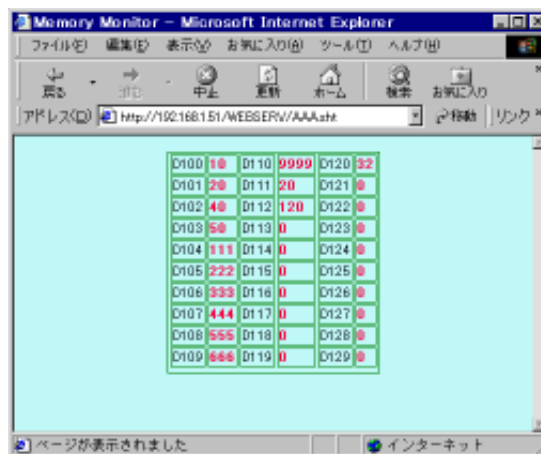 Memory Monitor - Microsoft Internet Explorer
ファイル(F) 編集(E) 表示(V) お気に入り(A) ツール(T) ヘルプ(H)
戻る 進む 中止 更新 ホーム 検索 お気に入り
アドレス(D) http://192.168.1.51/WEBSERV/AAA.sht 移動 リンク
D100 10 D110 9999 D120 32
D101 20 D111 20 D121 0
D102 40 D112 120 D122 0
D103 50 D113 0 D123 0
D104 111 D114 0 D124 0
D105 222 D115 0 D125 0
D106 333 D116 0 D126 0
D107 444 D117 0 D127 0
D108 555 D118 0 D128 0
D109 666 D119 0 D129 0
ページが表示されました インターネット